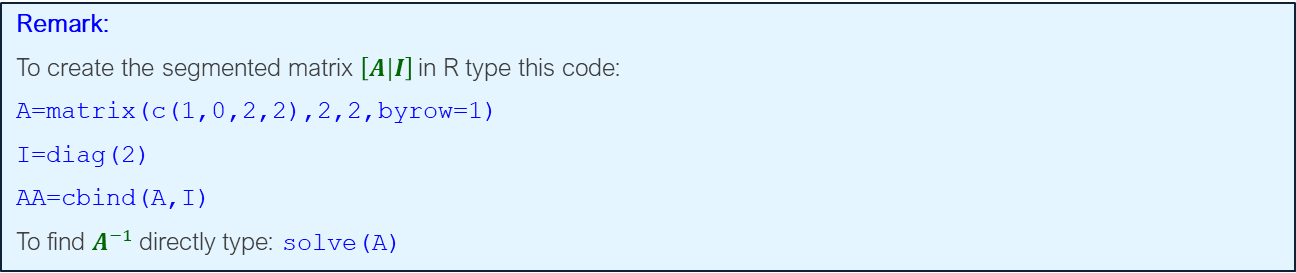 Remark:
To create the segmented matrix [A|I] in R type this code:
A=matrix(c(1,0,2,2),2,2,byrow=1)
I=diag(2)
AA=cbind(A,I)
To find A⁻¹ directly type: solve(A)